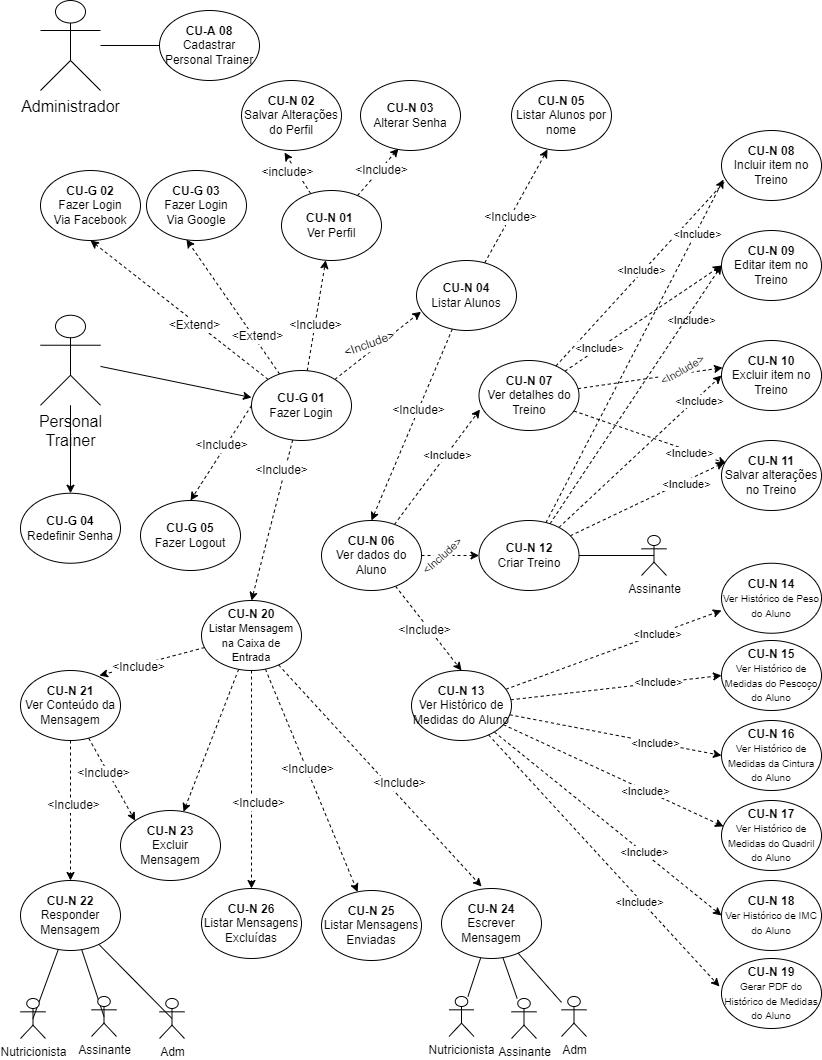 CU-A 08
Cadastrar
Personal Trainer
Administrador
CU-N 02
Salvar Alterações
do Perfil
CU-N 03
Alterar Senha
CU-N 05
Listar Alunos por
nome
CU-N 08
Incluir item no
Treino
<include>
<Include>
CU-G 02
Fazer Login
Via Facebook
CU-G 03
Fazer Login
Via Google
CU-N 01
Ver Perfil
<Include>
<Include>
CU-N 09
Editar item no
Treino
<Include>
CU-N 04
Listar Alunos
<Extend>
<Extend>
<Include>
<Include>
<Include>
<Include>
CU-N 10
Excluir item no
Treino
<Include>
CU-G 01
Fazer Login
CU-N 07
Ver detalhes do
Treino
<Include>
<Include>
Personal
Trainer
<Include>
<Include>
<Include>
CU-N 11
Salvar alterações
no Treino
<Include>
<Include>
CU-G 04
Redefinir Senha
CU-G 05
Fazer Logout
CU-N 06
Ver dados do
Aluno
<Include>
CU-N 12
Criar Treino
Assinante
CU-N 14
Ver Histórico de Peso
do Aluno
CU-N 20
Listar Mensagem
na Caixa de
Entrada
<Include>
<Include>
<Include>
CU-N 15
Ver Histórico de
Medidas do Pescoço
do Aluno
<Include>
CU-N 21
Ver Conteúdo da
Mensagem
CU-N 13
Ver Histórico de
Medidas do Aluno
<Include>
CU-N 16
Ver Histórico de
Medidas da Cintura
do Aluno
<Include>
<Include>
<Include>
<Include>
<Include>
<Include>
CU-N 17
Ver Histórico de
Medidas do Quadril
do Aluno
CU-N 23
Excluir
Mensagem
<Include>
CU-N 22
Responder
Mensagem
CU-N 26
Listar Mensagens
Excluídas
CU-N 25
Listar Mensagens
Enviadas
CU-N 24
Escrever
Mensagem
<Include>
CU-N 18
Ver Histórico de IMC
do Aluno
CU-N 19
Gerar PDF do
Histórico de Medidas
do Aluno
Nutricionista
Assinante
Adm
Nutricionista
Assinante
Adm